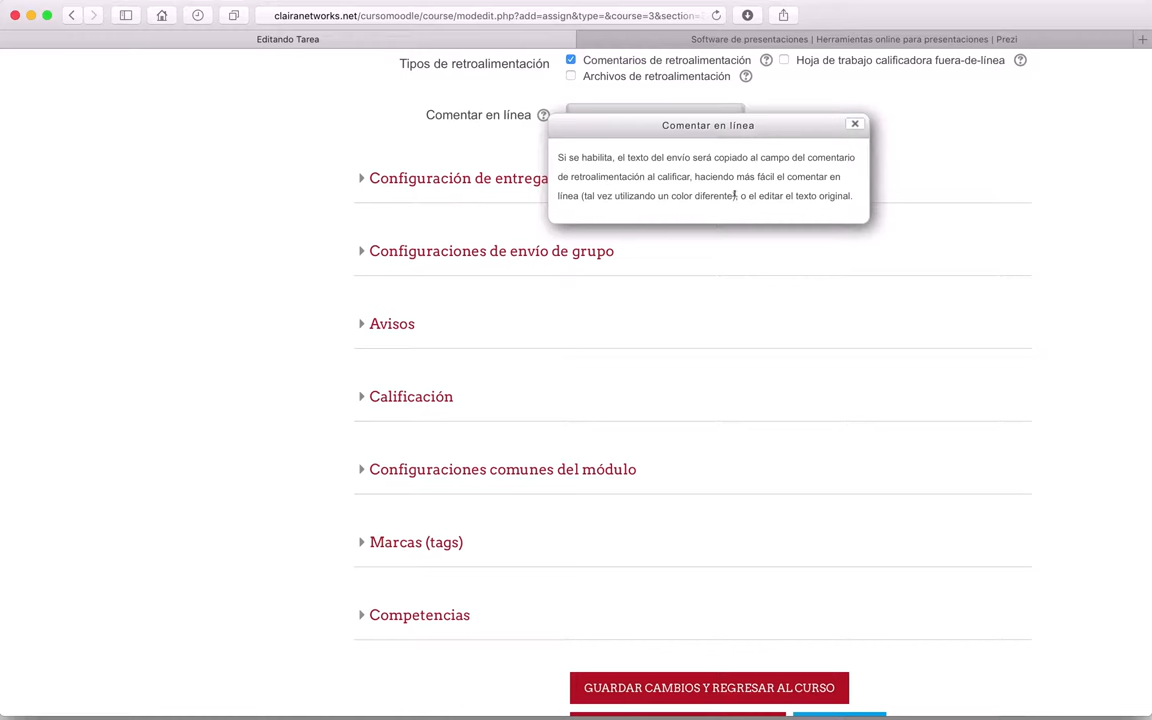 clairanetworks.net/cursomoodle/course/modedit.php?add=assign&type=&course=3&section=
Editando Tarea
Software de presentaciones | Herramientas online para presentaciones | Prezi
Tipos de retroalimentación
Comentarios de retroalimentación
Hoja de trabajo calificadora fuera-de-línea
Archivos de retroalimentación
Comentar en línea
Comentar en línea
Si se habilita, el texto del envío será copiado al campo del comentario
de retroalimentación al calificar, haciendo más fácil el comentar en
línea (tal vez utilizando un color diferente), o el editar el texto original.
Configuración de entrega
Configuraciones de envío de grupo
Avisos
Calificación
Configuraciones comunes del módulo
Marcas (tags)
Competencias
GUARDAR CAMBIOS Y REGRESAR AL CURSO